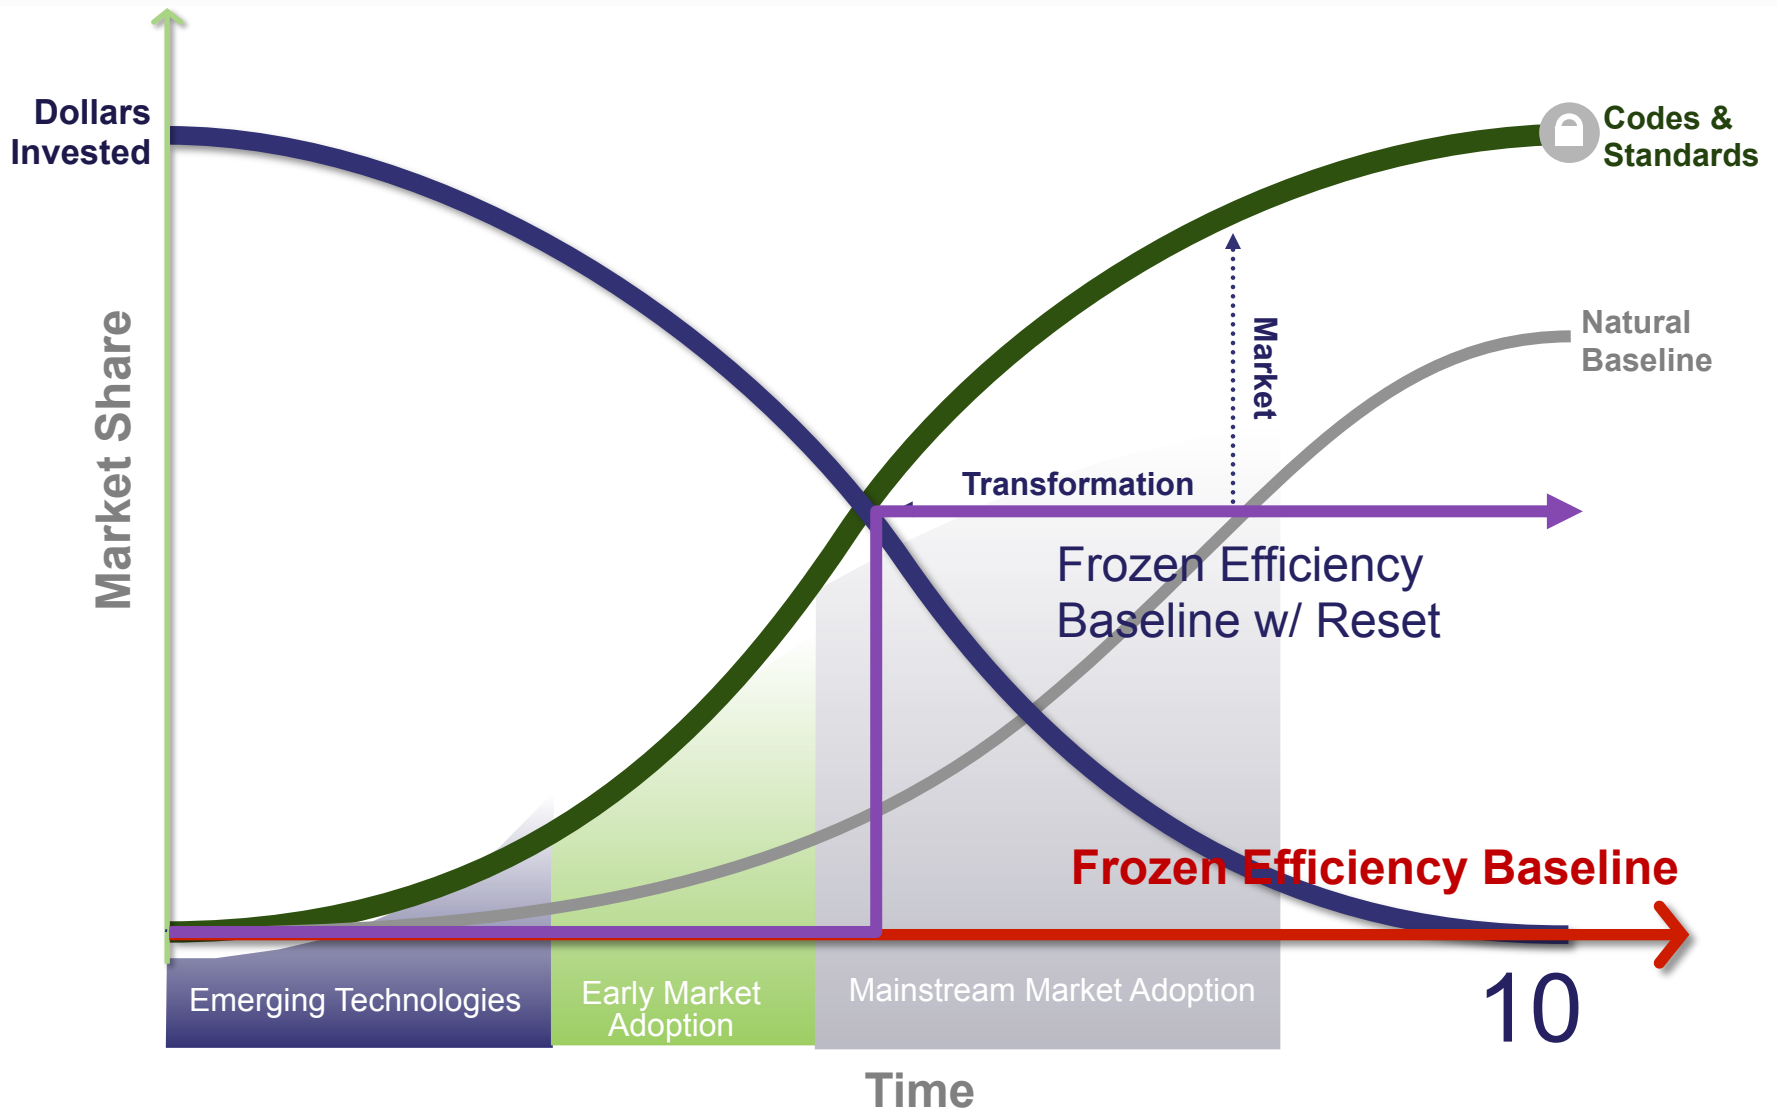 Dollars
Invested
Codes &
Standards
Market Share
Market
Natural
Baseline
Transformation
Frozen Efficiency
Baseline w/ Reset
Frozen Efficiency Baseline
Emerging Technologies
Early Market
Adoption
Mainstream Market Adoption
10
Time